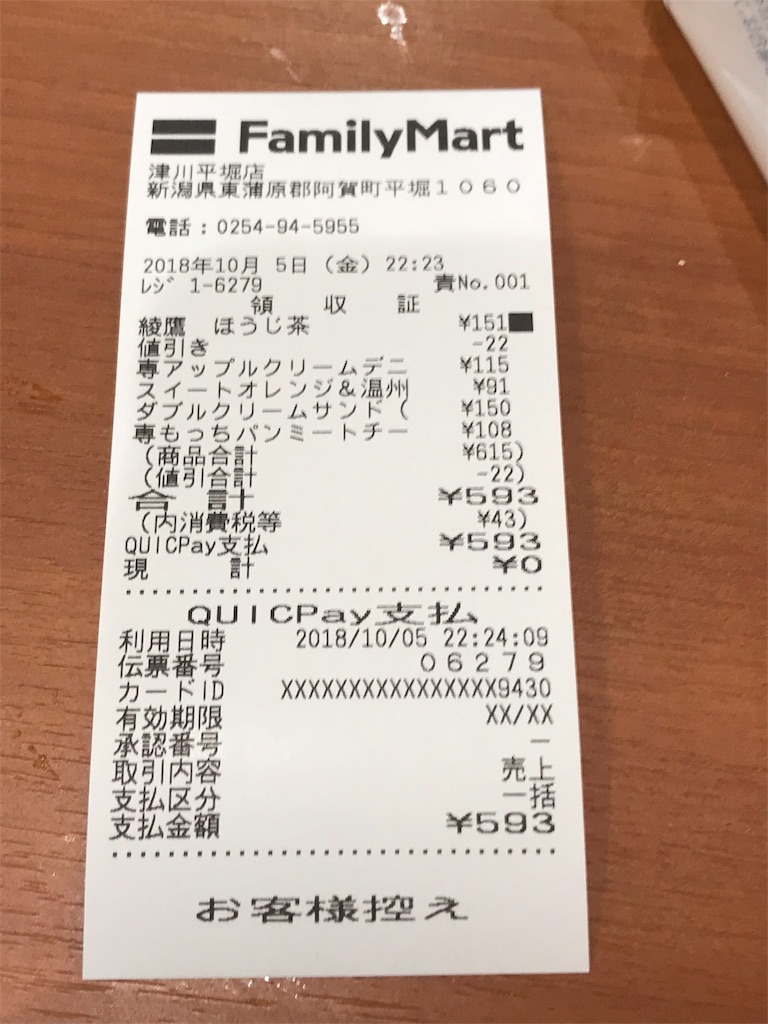 FamilyMart
津川平堀店
新潟県東蒲原郡阿賀町平堀1060
電話:0254-94-5955
2018年10月 5日(金)22:23
レジ 1-6279 責No.001
領 収 証
綾鷹 ほうじ茶 ¥151■
値引き -22
専アップルクリームデニ ¥115
スイートオレンジ&温州 ¥91
ダブルクリームサンド( ¥150
専もっちパンミートチー ¥108
(商品合計 ¥615)
(値引合計 -22)
合 計 ¥593
(内消費税等 ¥43)
QUICPay支払 ¥593
現 計 ¥0
QUICPay支払
利用日時 2018/10/05 22:24:09
伝票番号 06279
カードID XXXXXXXXXXXXXXXX9430
有効期限 XX/XX
承認番号 -
取引内容 売上
支払区分 一括
支払金額 ¥593
お客様控え